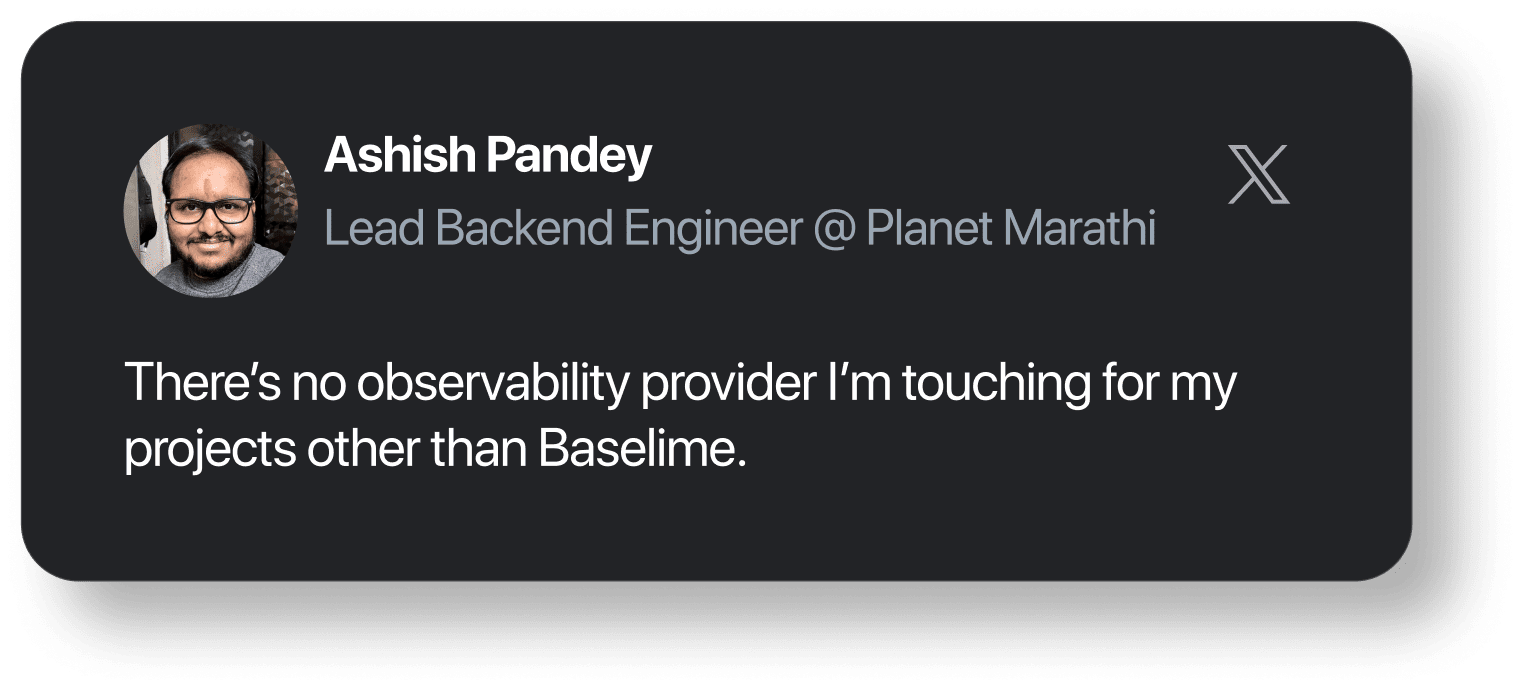 Ashish Pandey
Lead Backend Engineer @ Planet Marathi
There’s no observability provider I’m touching for my
projects other than Baselime.